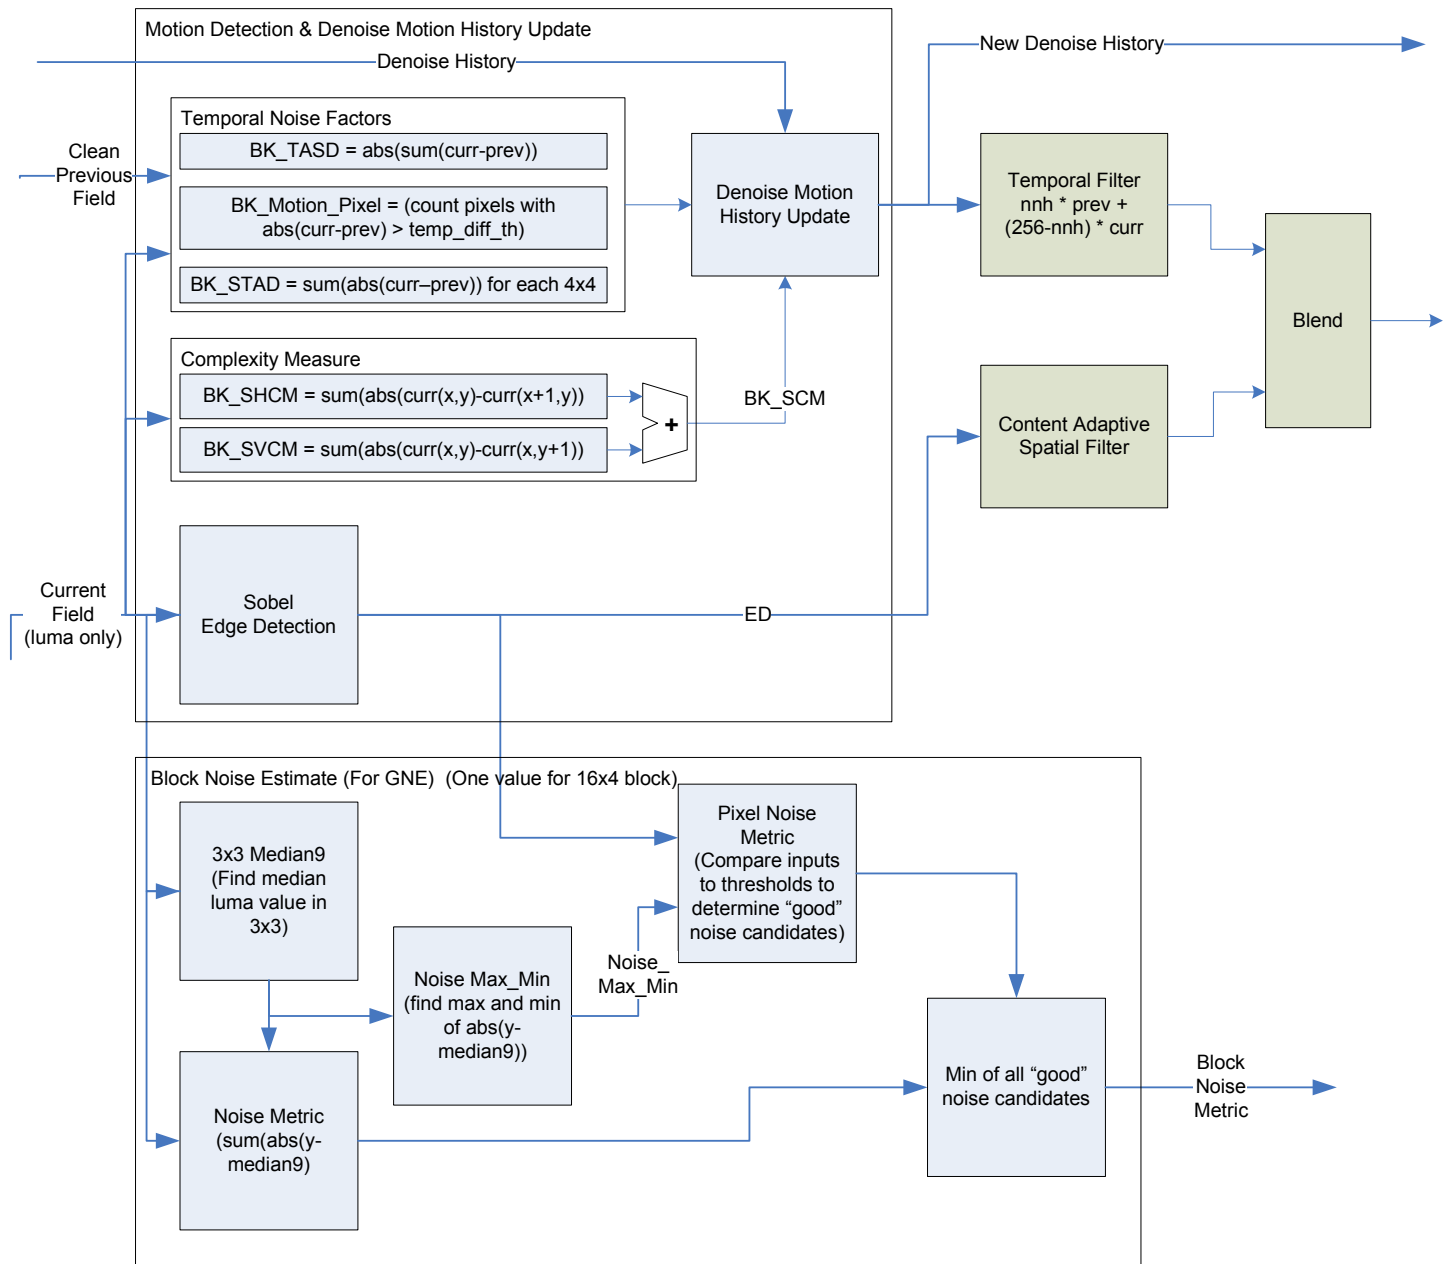 Motion Detection & Denoise Motion History Update
New Denoise History
Denoise History
Temporal Noise Factors
BK_TASD = abs(sum(curr-prev))
Clean
Previous
Field
BK_Motion_Pixel = (count pixels with
abs(curr-prev) > temp_diff_th)
BK_STAD = sum(abs(curr–prev)) for each 4x4
Denoise Motion
History Update
Temporal Filter
nnh * prev +
(256-nnh) * curr
Blend
Complexity Measure
BK_SHCM = sum(abs(curr(x,y)-curr(x+1,y))
BK_SVCM = sum(abs(curr(x,y)-curr(x,y+1))
+
BK_SCM
Content Adaptive
Spatial Filter
Current
Field
(luma only)
Sobel
Edge Detection
ED
Block Noise Estimate (For GNE)  (One value for 16x4 block)
3x3 Median9
(Find median
luma value in
3x3)
Pixel Noise
Metric
(Compare inputs
to thresholds to
determine “good”
noise candidates)
Noise Max_Min
(find max and min
of abs(y-
median9))
Noise_
Max_Min
Noise Metric
(sum(abs(y-
median9)
Min of all “good”
noise candidates
Block
Noise
Metric